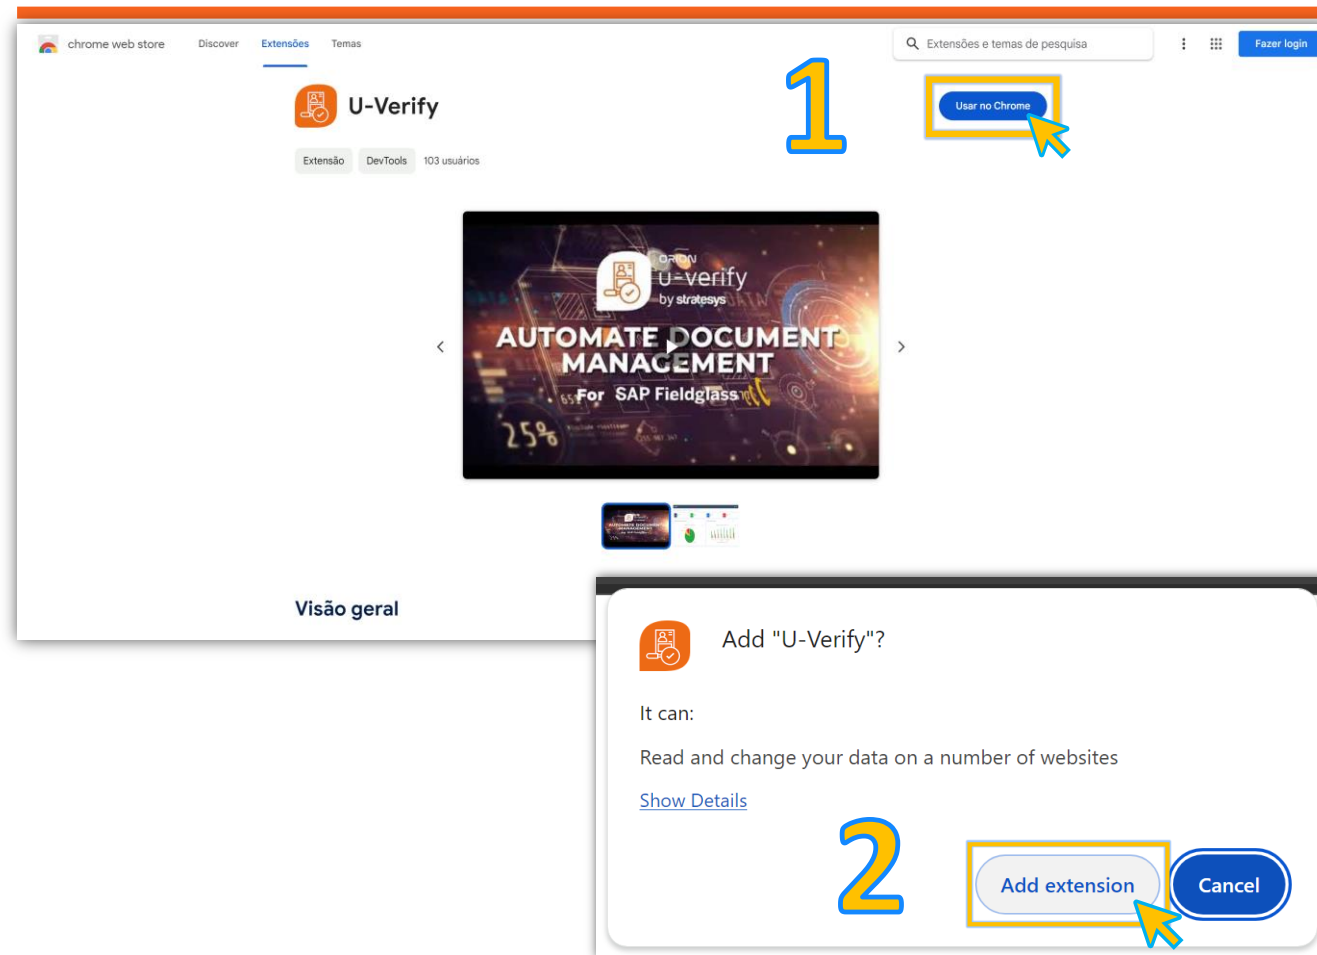 chrome web store Discover Extensões Temas Extensões e temas de pesquisa Fazer login
1
U-Verify Usar no Chrome
Extensão DevTools 103 usuários
ORION
u-verify
by stratesys
DATA
AUTOMATE DOCUMENT
MANAGEMENT
For SAP Fieldglass
25%
Visão geral
Add "U-Verify"?
It can:
Read and change your data on a number of websites
Show Details
2
Add extension Cancel